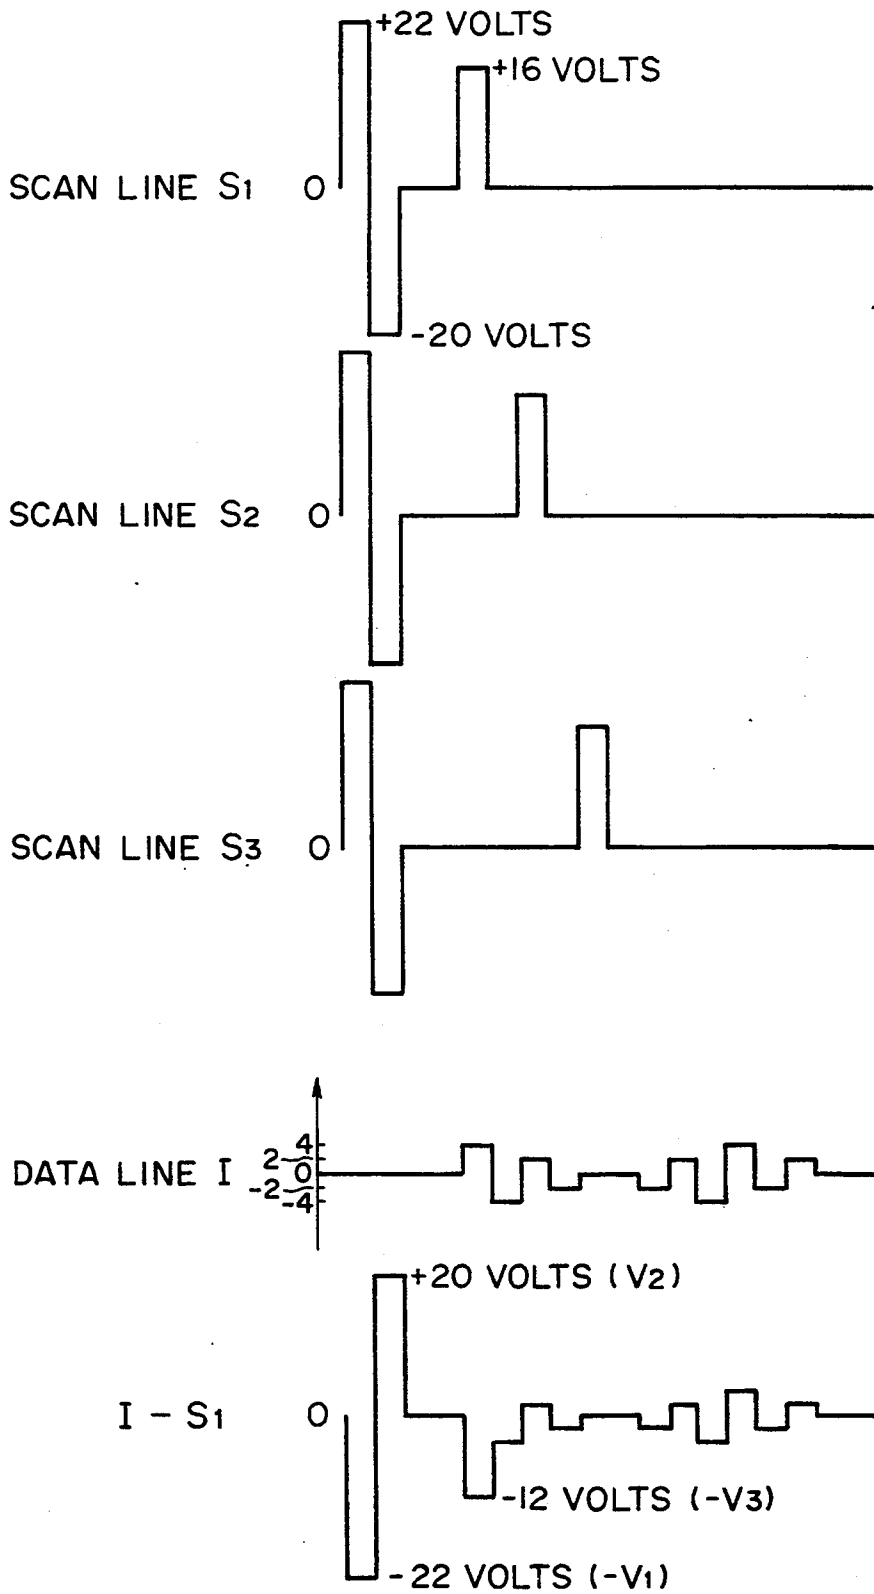 +22 VOLTS
+16 VOLTS
SCAN LINE S1 0
-20 VOLTS
SCAN LINE S2 0
SCAN LINE S3 0
4
2
DATA LINE I 0
-2
-4
+20 VOLTS (V2)
I - S1 0
-12 VOLTS (-V3)
-22 VOLTS (-V1)